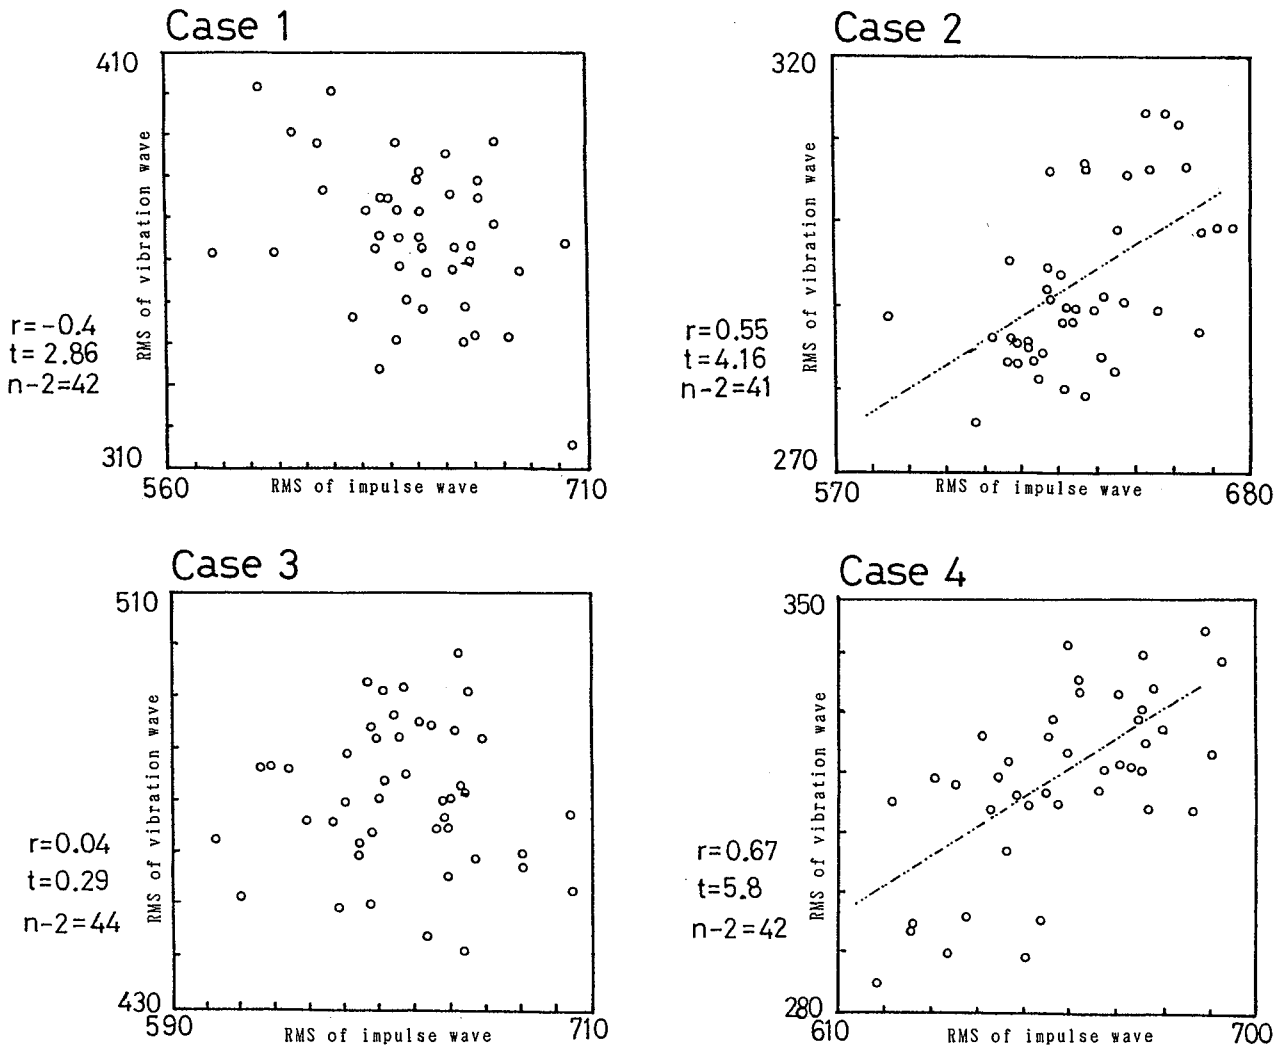 Case 1
410
RMS of vibration wave
r=-0.4
t=2.86
n-2=42
310
560
RMS of impulse wave
710
Case 2
320
RMS of vibration wave
r=0.55
t=4.16
n-2=41
270
570
RMS of impulse wave
680
Case 3
510
RMS of vibration wave
r=0.04
t=0.29
n-2=44
430
590
RMS of impulse wave
710
Case 4
350
RMS of vibration wave
r=0.67
t=5.8
n-2=42
280
610
RMS of impulse wave
700